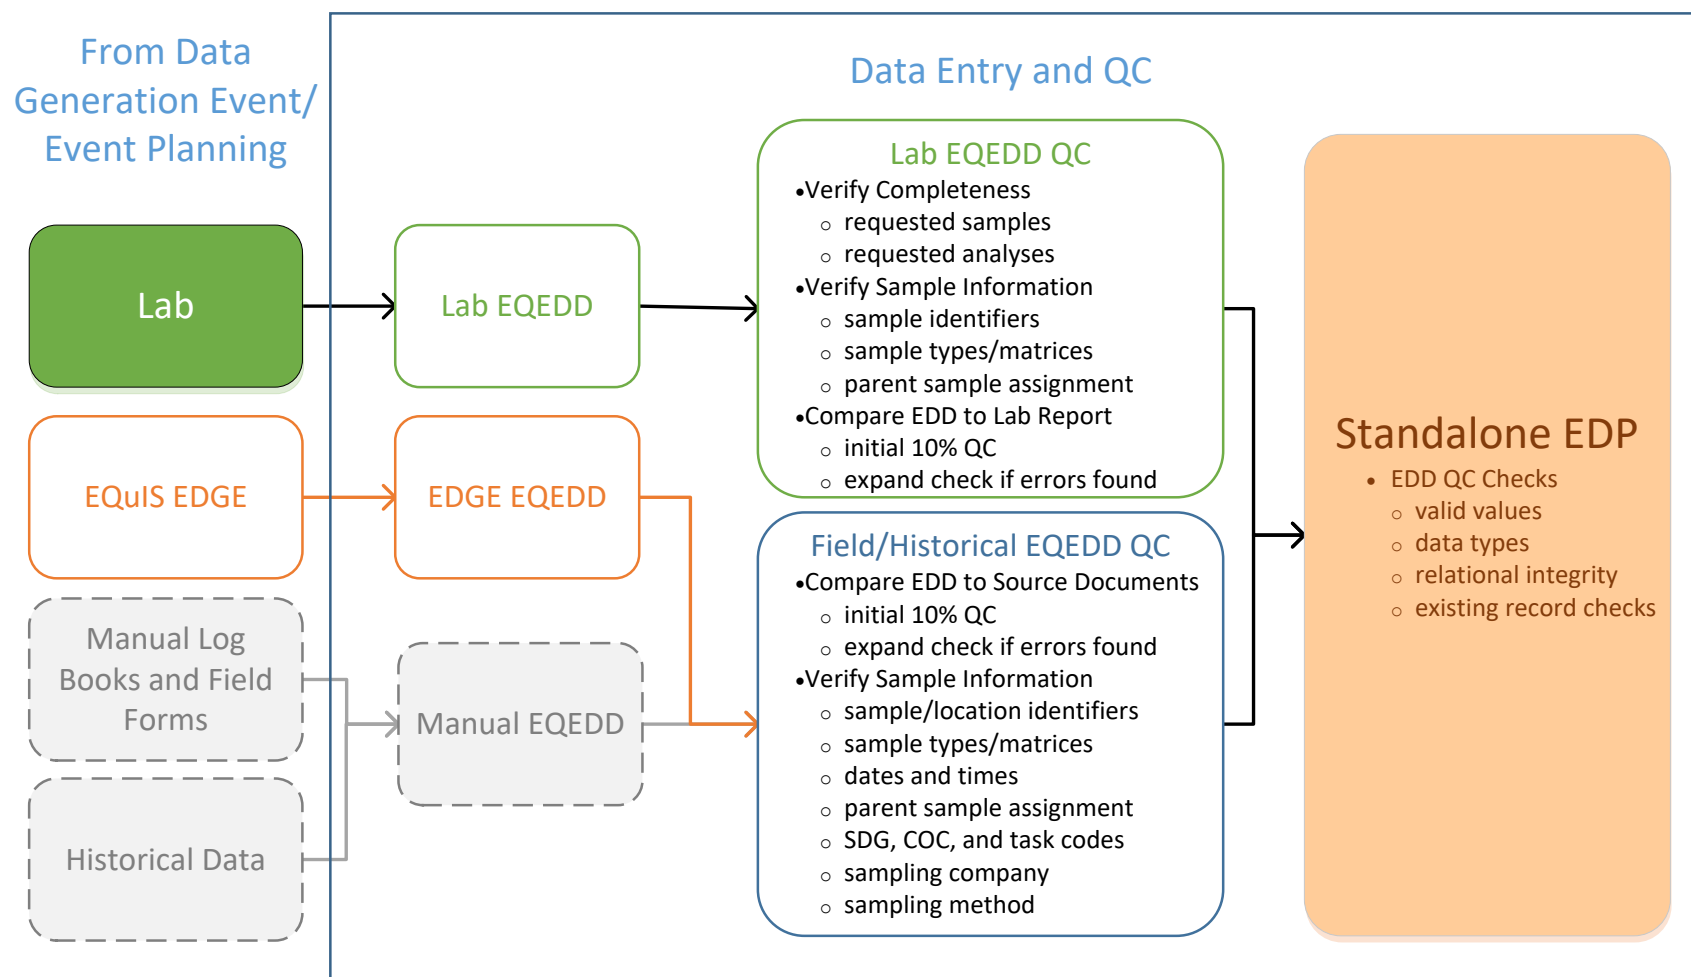 From Data
Generation Event/
Event Planning
Data Entry and QC
Lab
Lab EQEDD
Lab EQEDD QC
•Verify Completeness
o requested samples
o requested analyses
•Verify Sample Information
o sample identifiers
o sample types/matrices
o parent sample assignment
•Compare EDD to Lab Report
o initial 10% QC
o expand check if errors found
EQuIS EDGE
EDGE EQEDD
Manual Log
Books and Field
Forms
Historical Data
Manual EQEDD
Field/Historical EQEDD QC
•Compare EDD to Source Documents
o initial 10% QC
o expand check if errors found
•Verify Sample Information
o sample/location identifiers
o sample types/matrices
o dates and times
o parent sample assignment
o SDG, COC, and task codes
o sampling company
o sampling method
Standalone EDP
• EDD QC Checks
o valid values
o data types
o relational integrity
o existing record checks